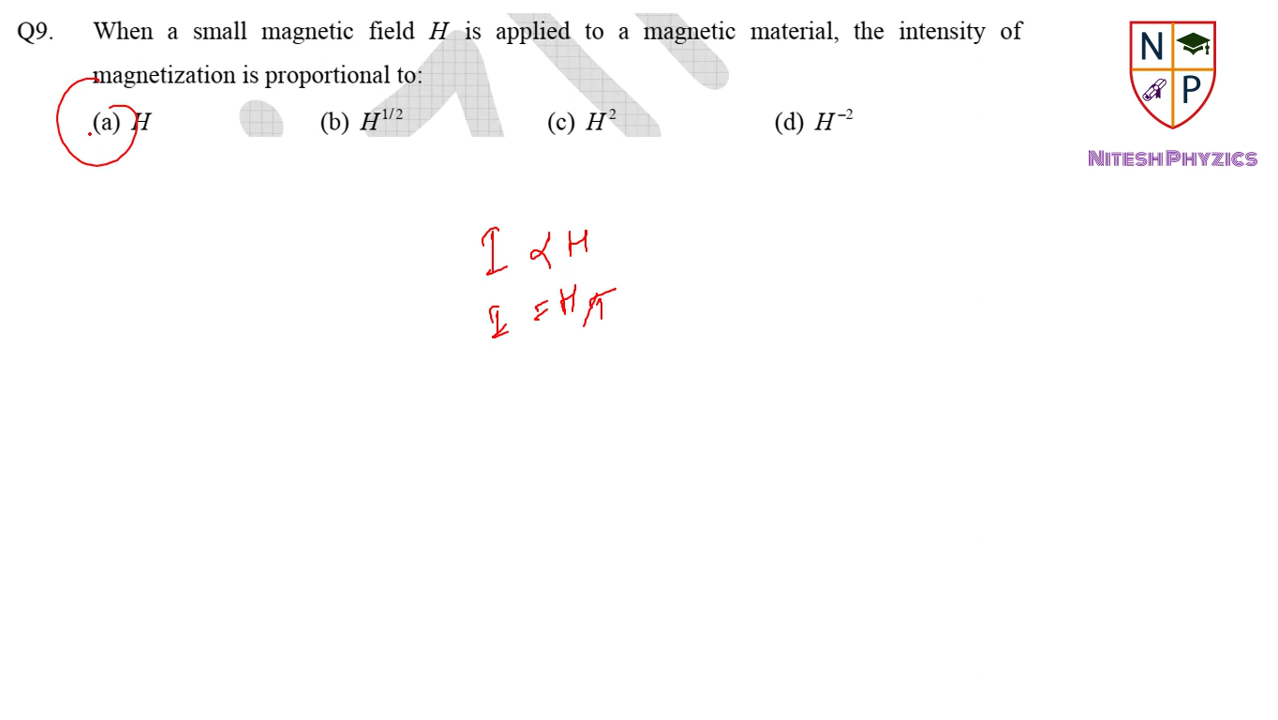 Q9. When a small magnetic field H is applied to a magnetic material, the intensity of
magnetization is proportional to:
(a) H (b) H^1/2 (c) H^2 (d) H^-2
N P
NITESH PHYZICS
I ∝ H
I = H